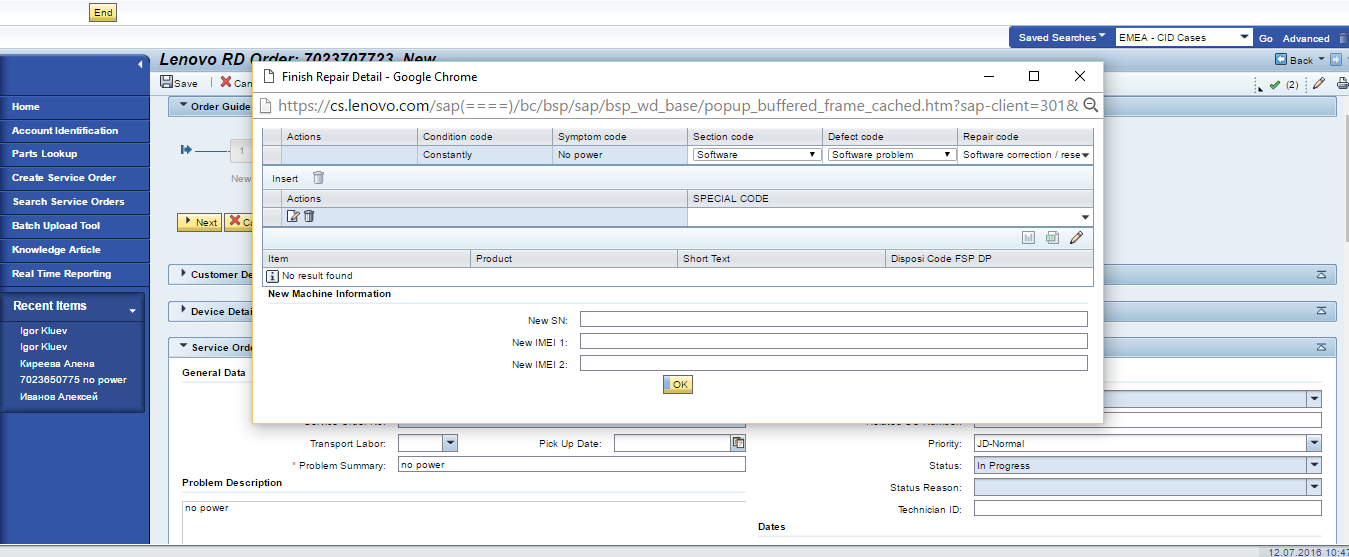 End
Saved Searches EMEA - CID Cases Go Advanced
Lenovo RD Order: 7023707723, New
Back
Save Can
(2)
Finish Repair Detail - Google Chrome
https://cs.lenovo.com/sap(====)/bc/bsp/sap/bsp_wd_base/popup_buffered_frame_cached.htm?sap-client=301&
Home
Account Identification
Parts Lookup
Create Service Order
Search Service Orders
Batch Upload Tool
Knowledge Article
Real Time Reporting
Recent Items
Igor Kluev
Igor Kluev
Киреева Алена
7023650775 no power
Иванов Алексей
Order Guide
1
New
Next Ca
Customer De
Device Detai
Service Orde
General Data
Actions Condition code Symptom code Section code Defect code Repair code
Constantly No power Software Software problem Software correction / rese
Insert
Actions SPECIAL CODE
Item Product Short Text Disposi Code FSP DP
No result found
New Machine Information
New SN:
New IMEI 1:
New IMEI 2:
OK
Transport Labor: Pick Up Date:
* Problem Summary: no power
Problem Description
no power
Priority: JD-Normal
Status: In Progress
Status Reason:
Technician ID:
Dates
12.07.2016 10:47